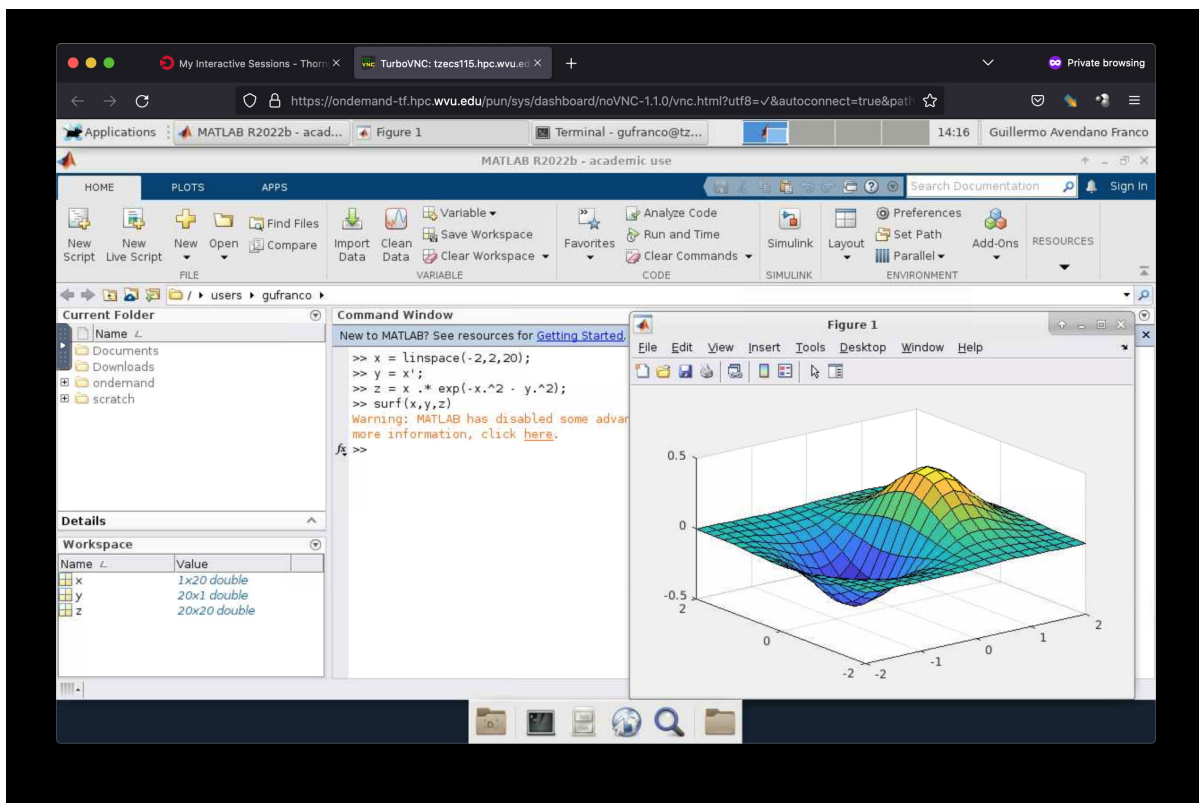 My Interactive Sessions - Thorn
TurboVNC: tzecs115.hpc.wvu.ed
Private browsing
https://ondemand-tf.hpc.wvu.edu/pun/sys/dashboard/noVNC-1.1.0/vnc.html?utf8=✓&autoconnect=true&path
Applications
MATLAB R2022b - acad...
Figure 1
Terminal - gufranco@tz...
14:16
Guillermo Avendano Franco
MATLAB R2022b - academic use
HOME PLOTS APPS
Search Documentation
Sign In
New Script
New Live Script
New
Open
Find Files
Compare
FILE
Import Data
Clean Data
Variable
Save Workspace
Clear Workspace
VARIABLE
Favorites
Analyze Code
Run and Time
Clear Commands
CODE
Simulink
SIMULINK
Layout
Preferences
Set Path
Parallel
Add-Ons
ENVIRONMENT
RESOURCES
/ users gufranco
Current Folder
Name
Documents
Downloads
ondemand
scratch
Details
Workspace
Name Value
x 1x20 double
y 20x1 double
z 20x20 double
Command Window
New to MATLAB? See resources for Getting Started.
>> x = linspace(-2,2,20);
>> y = x';
>> z = x .* exp(-x.^2 - y.^2);
>> surf(x,y,z)
Warning: MATLAB has disabled some advan
more information, click here.
fx >>
Figure 1
File Edit View Insert Tools Desktop Window Help
0.5
0
-0.5
2
0
-2
-2
-1
0
1
2